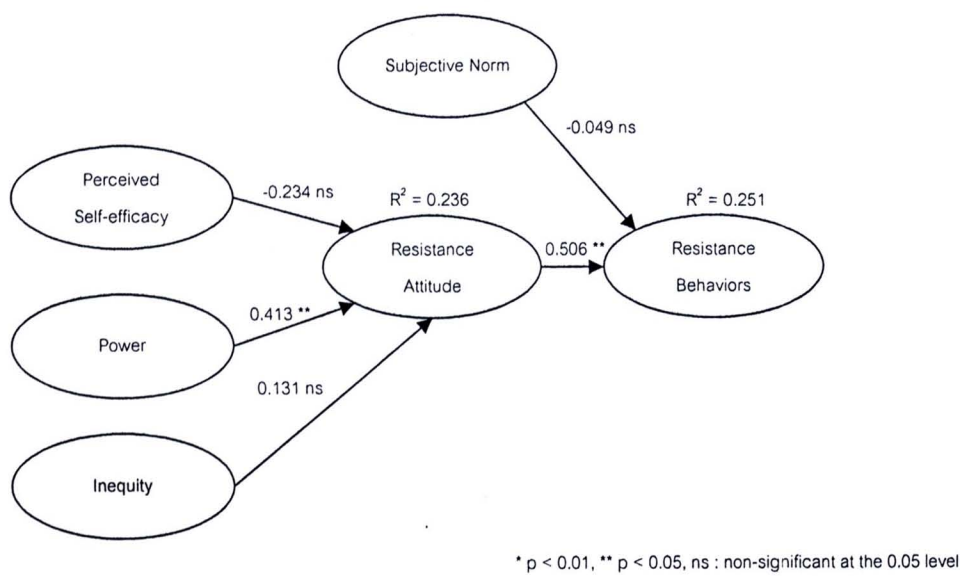 Subjective Norm
-0.049 ns
Perceived
Self-efficacy
-0.234 ns
R² = 0.236
R² = 0.251
Resistance
Attitude
0.506 **
Resistance
Behaviors
Power
0.413 **
0.131 ns
Inequity
* p < 0.01, ** p < 0.05, ns : non-significant at the 0.05 level